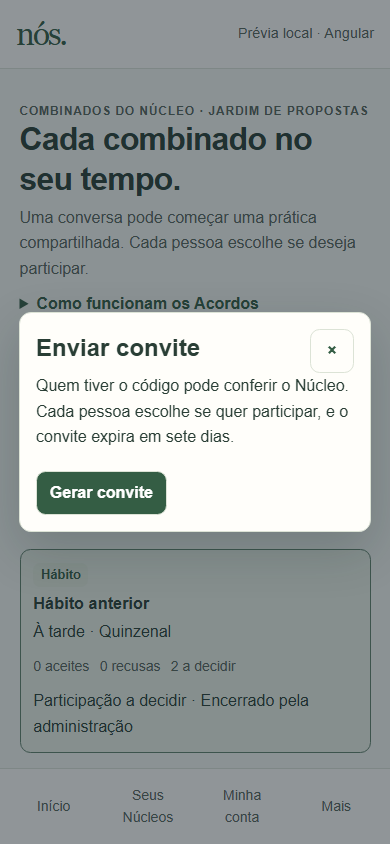 nós.
Prévia local · Angular
COMBINADOS DO NÚCLEO · JARDIM DE PROPOSTAS
Cada combinado no
seu tempo.
Uma conversa pode começar uma prática
compartilhada. Cada pessoa escolhe se deseja
participar.
▶ Como funcionam os Acordos
Enviar convite
×
Quem tiver o código pode conferir o Núcleo.
Cada pessoa escolhe se quer participar, e o
convite expira em sete dias.
Gerar convite
Hábito
Hábito anterior
À tarde · Quinzenal
0 aceites 0 recusas 2 a decidir
Participação a decidir · Encerrado pela
administração
Início
Seus
Núcleos
Minha
conta
Mais